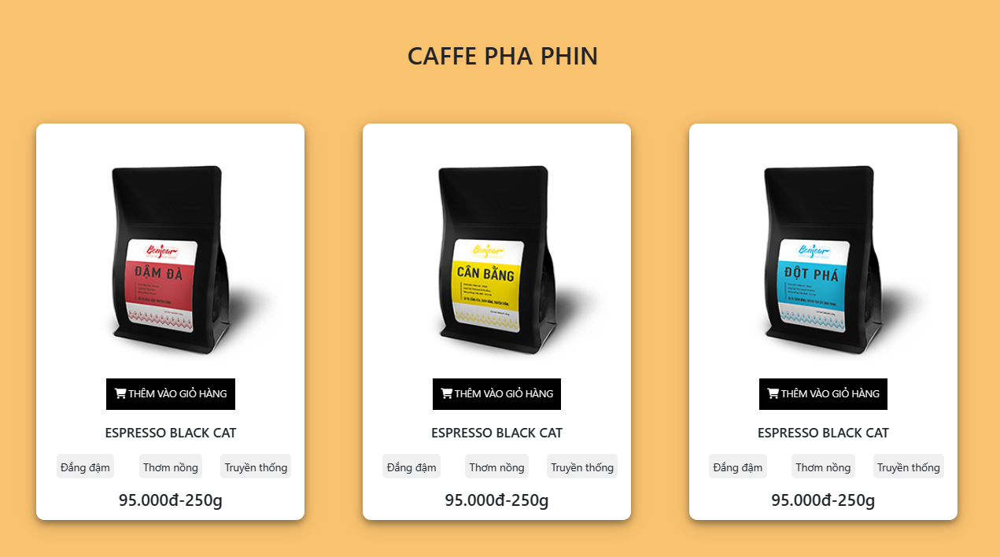 CAFFE PHA PHIN
Bonjour
ĐẬM ĐÀ
THÊM VÀO GIỎ HÀNG
ESPRESSO BLACK CAT
Đắng đậm Thơm nồng Truyền thống
95.000đ-250g
Bonjour
CÂN BẰNG
THÊM VÀO GIỎ HÀNG
ESPRESSO BLACK CAT
Đắng đậm Thơm nồng Truyền thống
95.000đ-250g
Bonjour
ĐỘT PHÁ
THÊM VÀO GIỎ HÀNG
ESPRESSO BLACK CAT
Đắng đậm Thơm nồng Truyền thống
95.000đ-250g